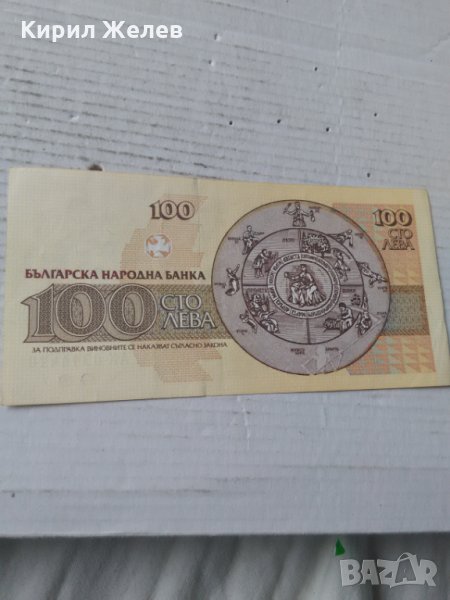 Кирил Желев
100
100
СТО
ЛЕВА
БЪЛГАРСКА НАРОДНА БАНКА
100 СТО
ЛЕВА
ЗА ПОДПРАВКА ВИНОВНИТЕ СЕ НАКАЗВАТ СЪГЛАСНО ЗАКОНА
BAZAR